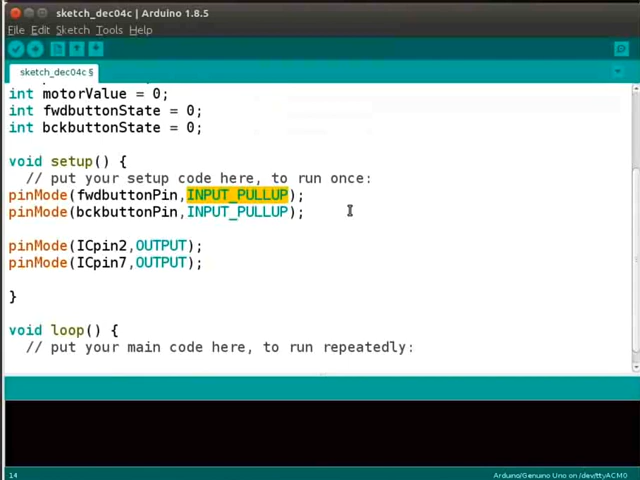 sketch_dec04c | Arduino 1.8.5
File Edit Sketch Tools Help
sketch_dec04c §
int motorValue = 0;
int fwdbuttonState = 0;
int bckbuttonState = 0;
void setup() {
// put your setup code here, to run once:
pinMode(fwdbuttonPin,INPUT_PULLUP);
pinMode(bckbuttonPin,INPUT_PULLUP);
pinMode(ICpin2,OUTPUT);
pinMode(ICpin7,OUTPUT);
}
void loop() {
// put your main code here, to run repeatedly:
14
Arduino/Genuino Uno on /dev/ttyACM0